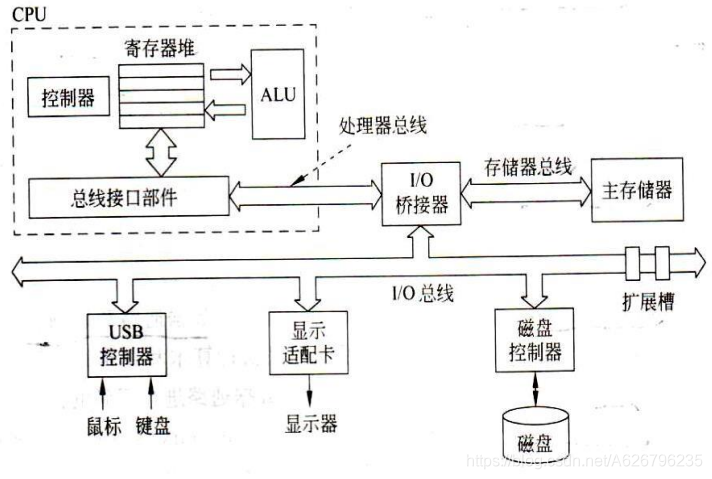 CPU
寄存器堆
控制器
ALU
处理器总线
总线接口部件
I/O
桥接器
存储器总线
主存储器
I/O 总线
扩展槽
USB
控制器
显示
适配卡
磁盘
控制器
鼠标
键盘
显示器
磁盘
https://blog.csdn.net/A626796235